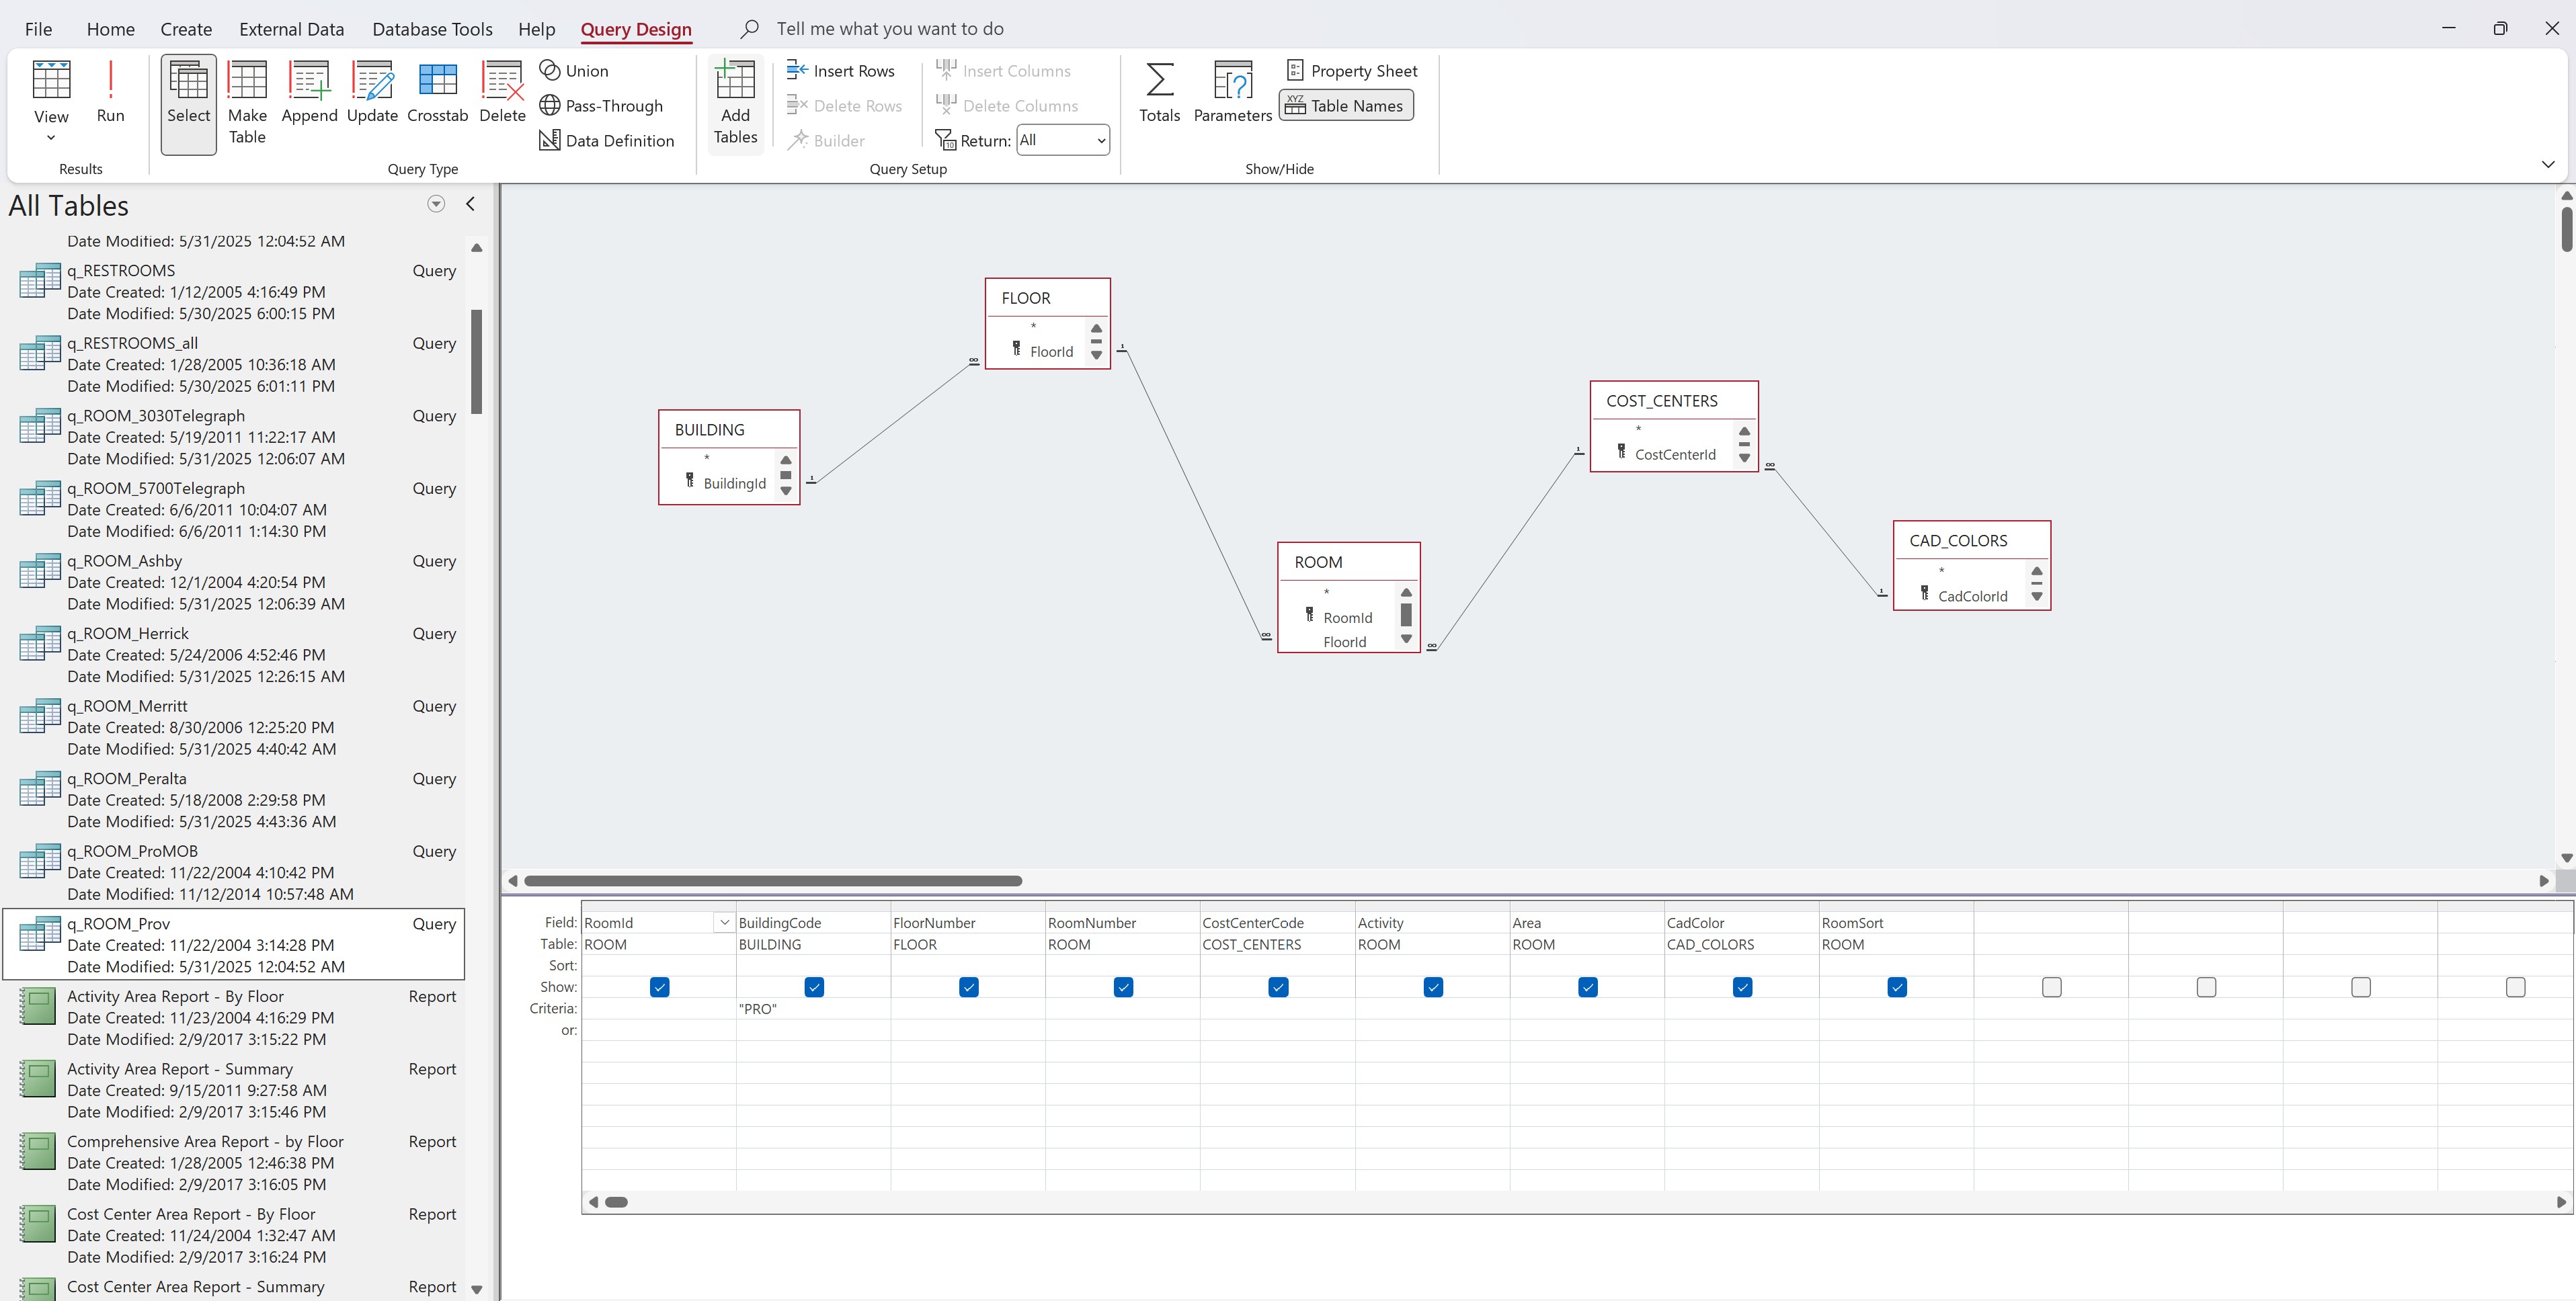 File Home Create External Data Database Tools Help Query Design Tell me what you want to do
View
Run
Select
Make Table
Append
Update
Crosstab
Delete
Union
Pass-Through
Data Definition
Add Tables
Insert Rows
Delete Rows
Builder
Insert Columns
Delete Columns
Return: All
Totals
Parameters
Property Sheet
Table Names
Results
Query Type
Query Setup
Show/Hide
All Tables
Date Modified: 5/31/2025 12:04:52 AM
q_RESTROOMS Query
Date Created: 1/12/2005 4:16:49 PM
Date Modified: 5/30/2025 6:00:15 PM
q_RESTROOMS_all Query
Date Created: 1/28/2005 10:36:18 AM
Date Modified: 5/30/2025 6:01:11 PM
q_ROOM_3030Telegraph Query
Date Created: 5/19/2011 11:22:17 AM
Date Modified: 5/31/2025 12:06:07 AM
q_ROOM_5700Telegraph Query
Date Created: 6/6/2011 10:04:07 AM
Date Modified: 6/6/2011 1:14:30 PM
q_ROOM_Ashby Query
Date Created: 12/1/2004 4:20:54 PM
Date Modified: 5/31/2025 12:06:39 AM
q_ROOM_Herrick Query
Date Created: 5/24/2006 4:52:46 PM
Date Modified: 5/31/2025 12:26:15 AM
q_ROOM_Merritt Query
Date Created: 8/30/2006 12:25:20 PM
Date Modified: 5/31/2025 4:40:42 AM
q_ROOM_Peralta Query
Date Created: 5/18/2008 2:29:58 PM
Date Modified: 5/31/2025 4:43:36 AM
q_ROOM_ProMOB Query
Date Created: 11/22/2004 4:10:42 PM
Date Modified: 11/12/2014 10:57:48 AM
q_ROOM_Prov Query
Date Created: 11/22/2004 3:14:28 PM
Date Modified: 5/31/2025 12:04:52 AM
Activity Area Report - By Floor Report
Date Created: 11/23/2004 4:16:29 PM
Date Modified: 2/9/2017 3:15:22 PM
Activity Area Report - Summary Report
Date Created: 9/15/2011 9:27:58 AM
Date Modified: 2/9/2017 3:15:46 PM
Comprehensive Area Report - by Floor Report
Date Created: 1/28/2005 12:46:38 PM
Date Modified: 2/9/2017 3:16:05 PM
Cost Center Area Report - By Floor Report
Date Created: 11/24/2004 1:32:47 AM
Date Modified: 2/9/2017 3:16:24 PM
Cost Center Area Report - Summary Report
BUILDING
*
BuildingId
1
∞
FLOOR
*
FloorId
1
∞
ROOM
*
RoomId
FloorId
∞
1
COST_CENTERS
*
CostCenterId
∞
1
CAD_COLORS
*
CadColorId
Field: RoomId BuildingCode FloorNumber RoomNumber CostCenterCode Activity Area CadColor RoomSort
Table: ROOM BUILDING FLOOR ROOM COST_CENTERS ROOM ROOM CAD_COLORS ROOM
Sort:
Show:
Criteria: "PRO"
or: